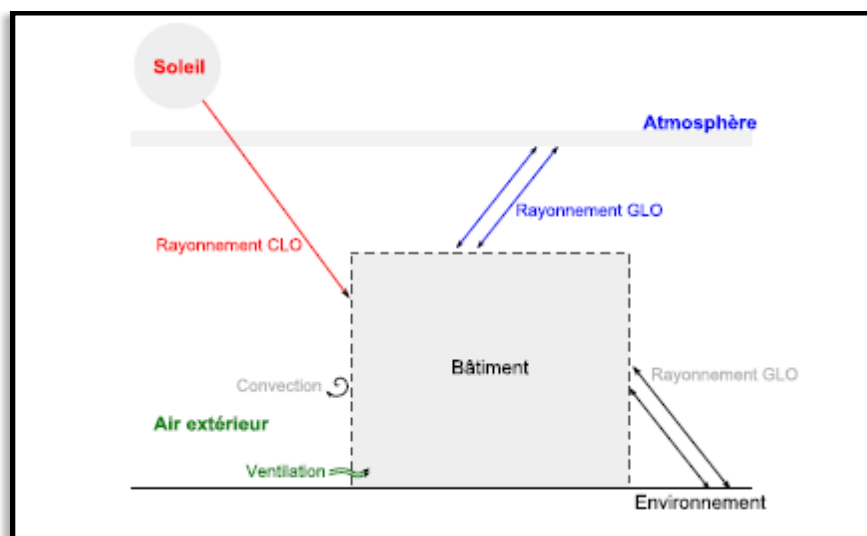 Soleil
Atmosphère
Rayonnement GLO
Rayonnement CLO
Bâtiment
Rayonnement GLO
Convection
Air extérieur
Ventilation
Environnement